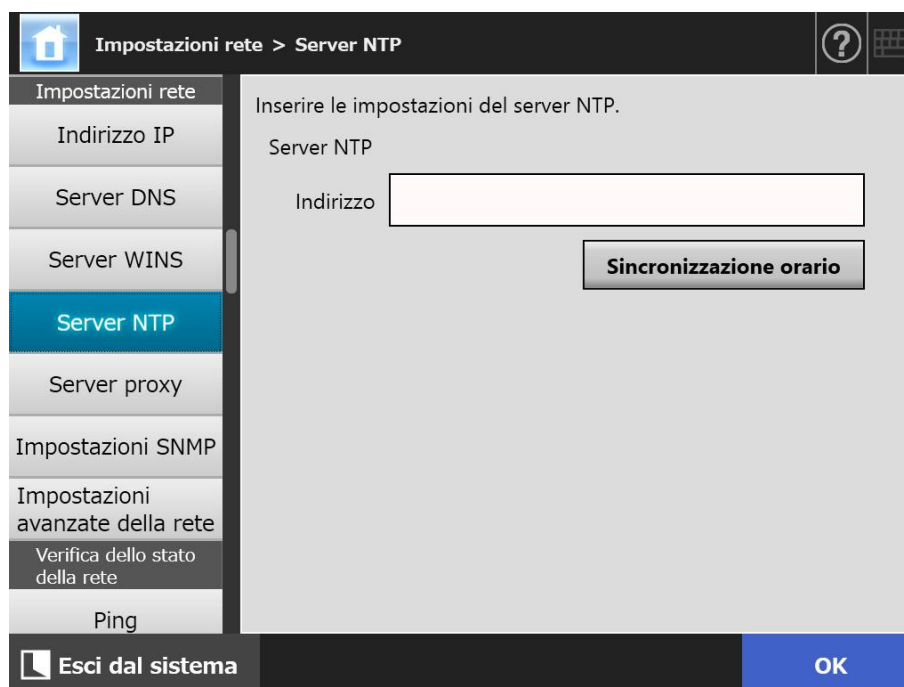 Impostazioni rete > Server NTP
?
Impostazioni rete
Indirizzo IP
Server DNS
Server WINS
Server NTP
Server proxy
Impostazioni SNMP
Impostazioni
avanzate della rete
Verifica dello stato
della rete
Ping
Inserire le impostazioni del server NTP.
Server NTP
Indirizzo
Sincronizzazione orario
Esci dal sistema
OK